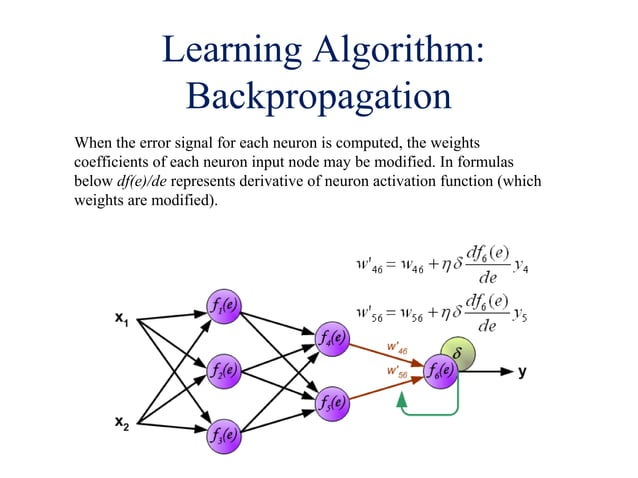 Learning Algorithm:
Backpropagation
When the error signal for each neuron is computed, the weights
coefficients of each neuron input node may be modified. In formulas
below df(e)/de represents derivative of neuron activation function (which
weights are modified).
w'46 = w46 + ηδ df6(e)/de y4
w'56 = w56 + ηδ df6(e)/de y5
x1
x2
f1(e)
f2(e)
f3(e)
f4(e)
f5(e)
w'46
w'56
δ
f6(e)
y